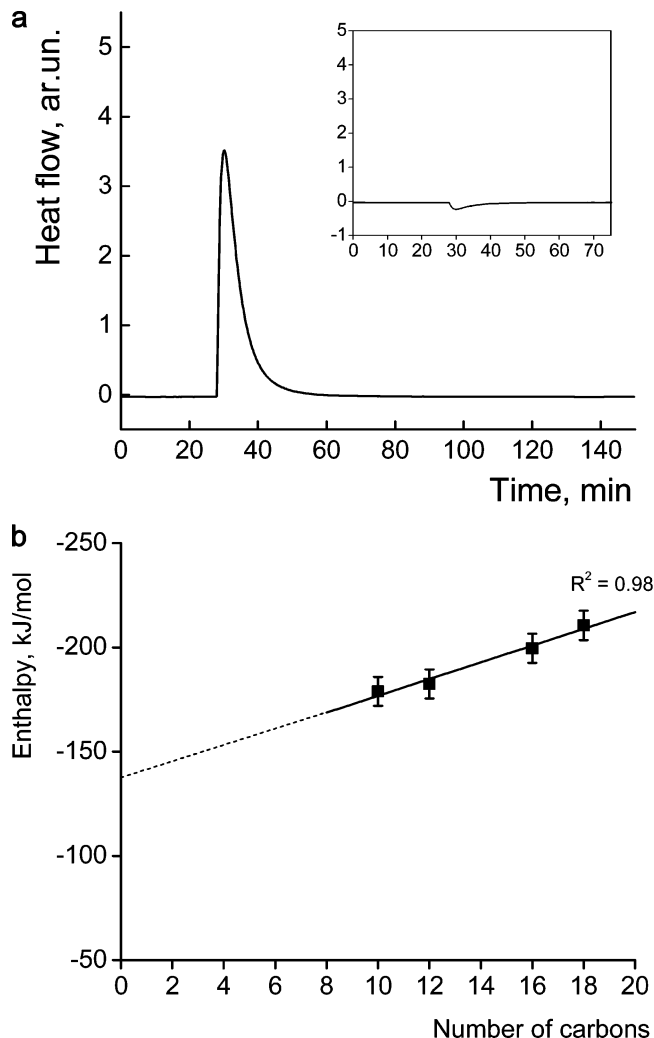 a
Heat flow, ar.un.
5
4
3
2
1
0
0 20 40 60 80 100 120 140
Time, min
5
4
3
2
1
0
-1
0 10 20 30 40 50 60 70
b
Enthalpy, kJ/mol
-250
-200
-150
-100
-50
R² = 0.98
0 2 4 6 8 10 12 14 16 18 20
Number of carbons